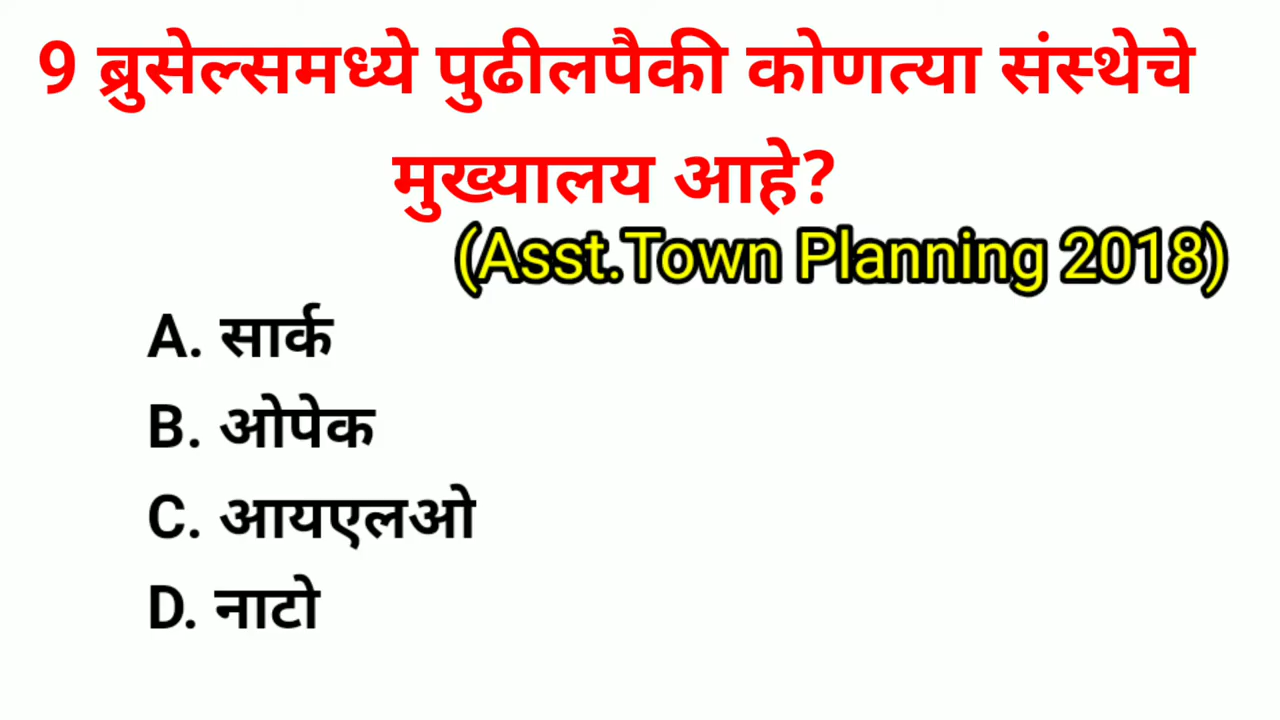 9 ब्रुसेल्समध्ये पुढीलपैकी कोणत्या संस्थेचे
मुख्यालय आहे?
(Asst.Town Planning 2018)
A. सार्क
B. ओपेक
C. आयएलओ
D. नाटो